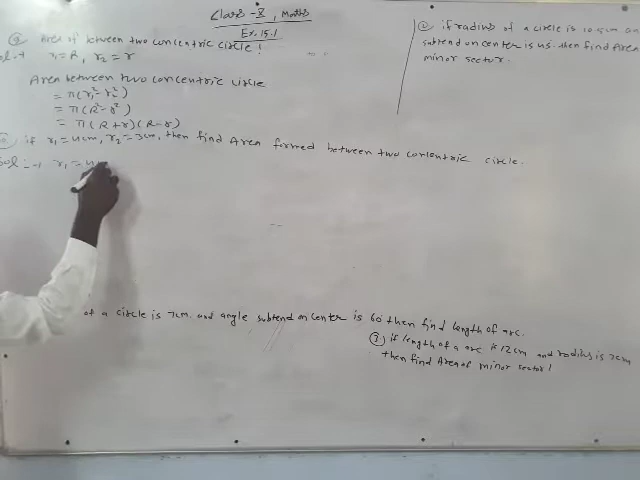 Class-X, Maths
Ex. 15.1
Area of between two concentric circle!
Sol.→ r₁=R, r₂=r
Area between two concentric circle
= π(r₁²-r₂²)
= π(R²-r²)
= π(R+r)(R-r)
if r₁=4cm, r₂=3cm, then find Area formed between two concentric circle.
Sol:→ r₁=4
of a circle is 7cm. and angle subtend on center is 60° then find length of arc.
⑦ if length of a arc is 12cm and radius is 7cm
then find Area of minor sector!
② if radius of a circle is 10.5cm an
subtend on center is 45. then find Area
minor sector.